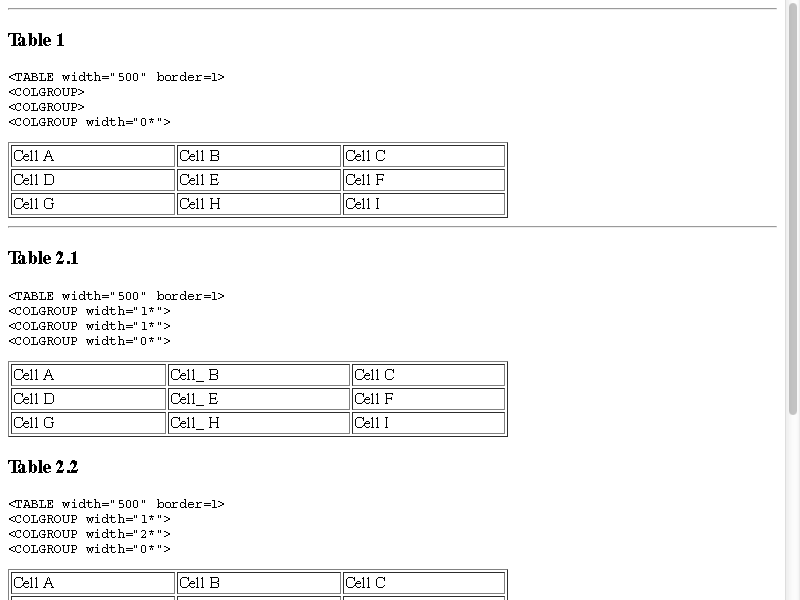 Table 1
<TABLE width="500" border=1>
<COLGROUP>
<COLGROUP>
<COLGROUP width="0*">
Cell A Cell B Cell C
Cell D Cell E Cell F
Cell G Cell H Cell I
Table 2.1
<TABLE width="500" border=1>
<COLGROUP width="1*">
<COLGROUP width="1*">
<COLGROUP width="0*">
Cell A Cell_ B Cell C
Cell D Cell_ E Cell F
Cell G Cell_ H Cell I
Table 2.2
<TABLE width="500" border=1>
<COLGROUP width="1*">
<COLGROUP width="2*">
<COLGROUP width="0*">
Cell A Cell B Cell C